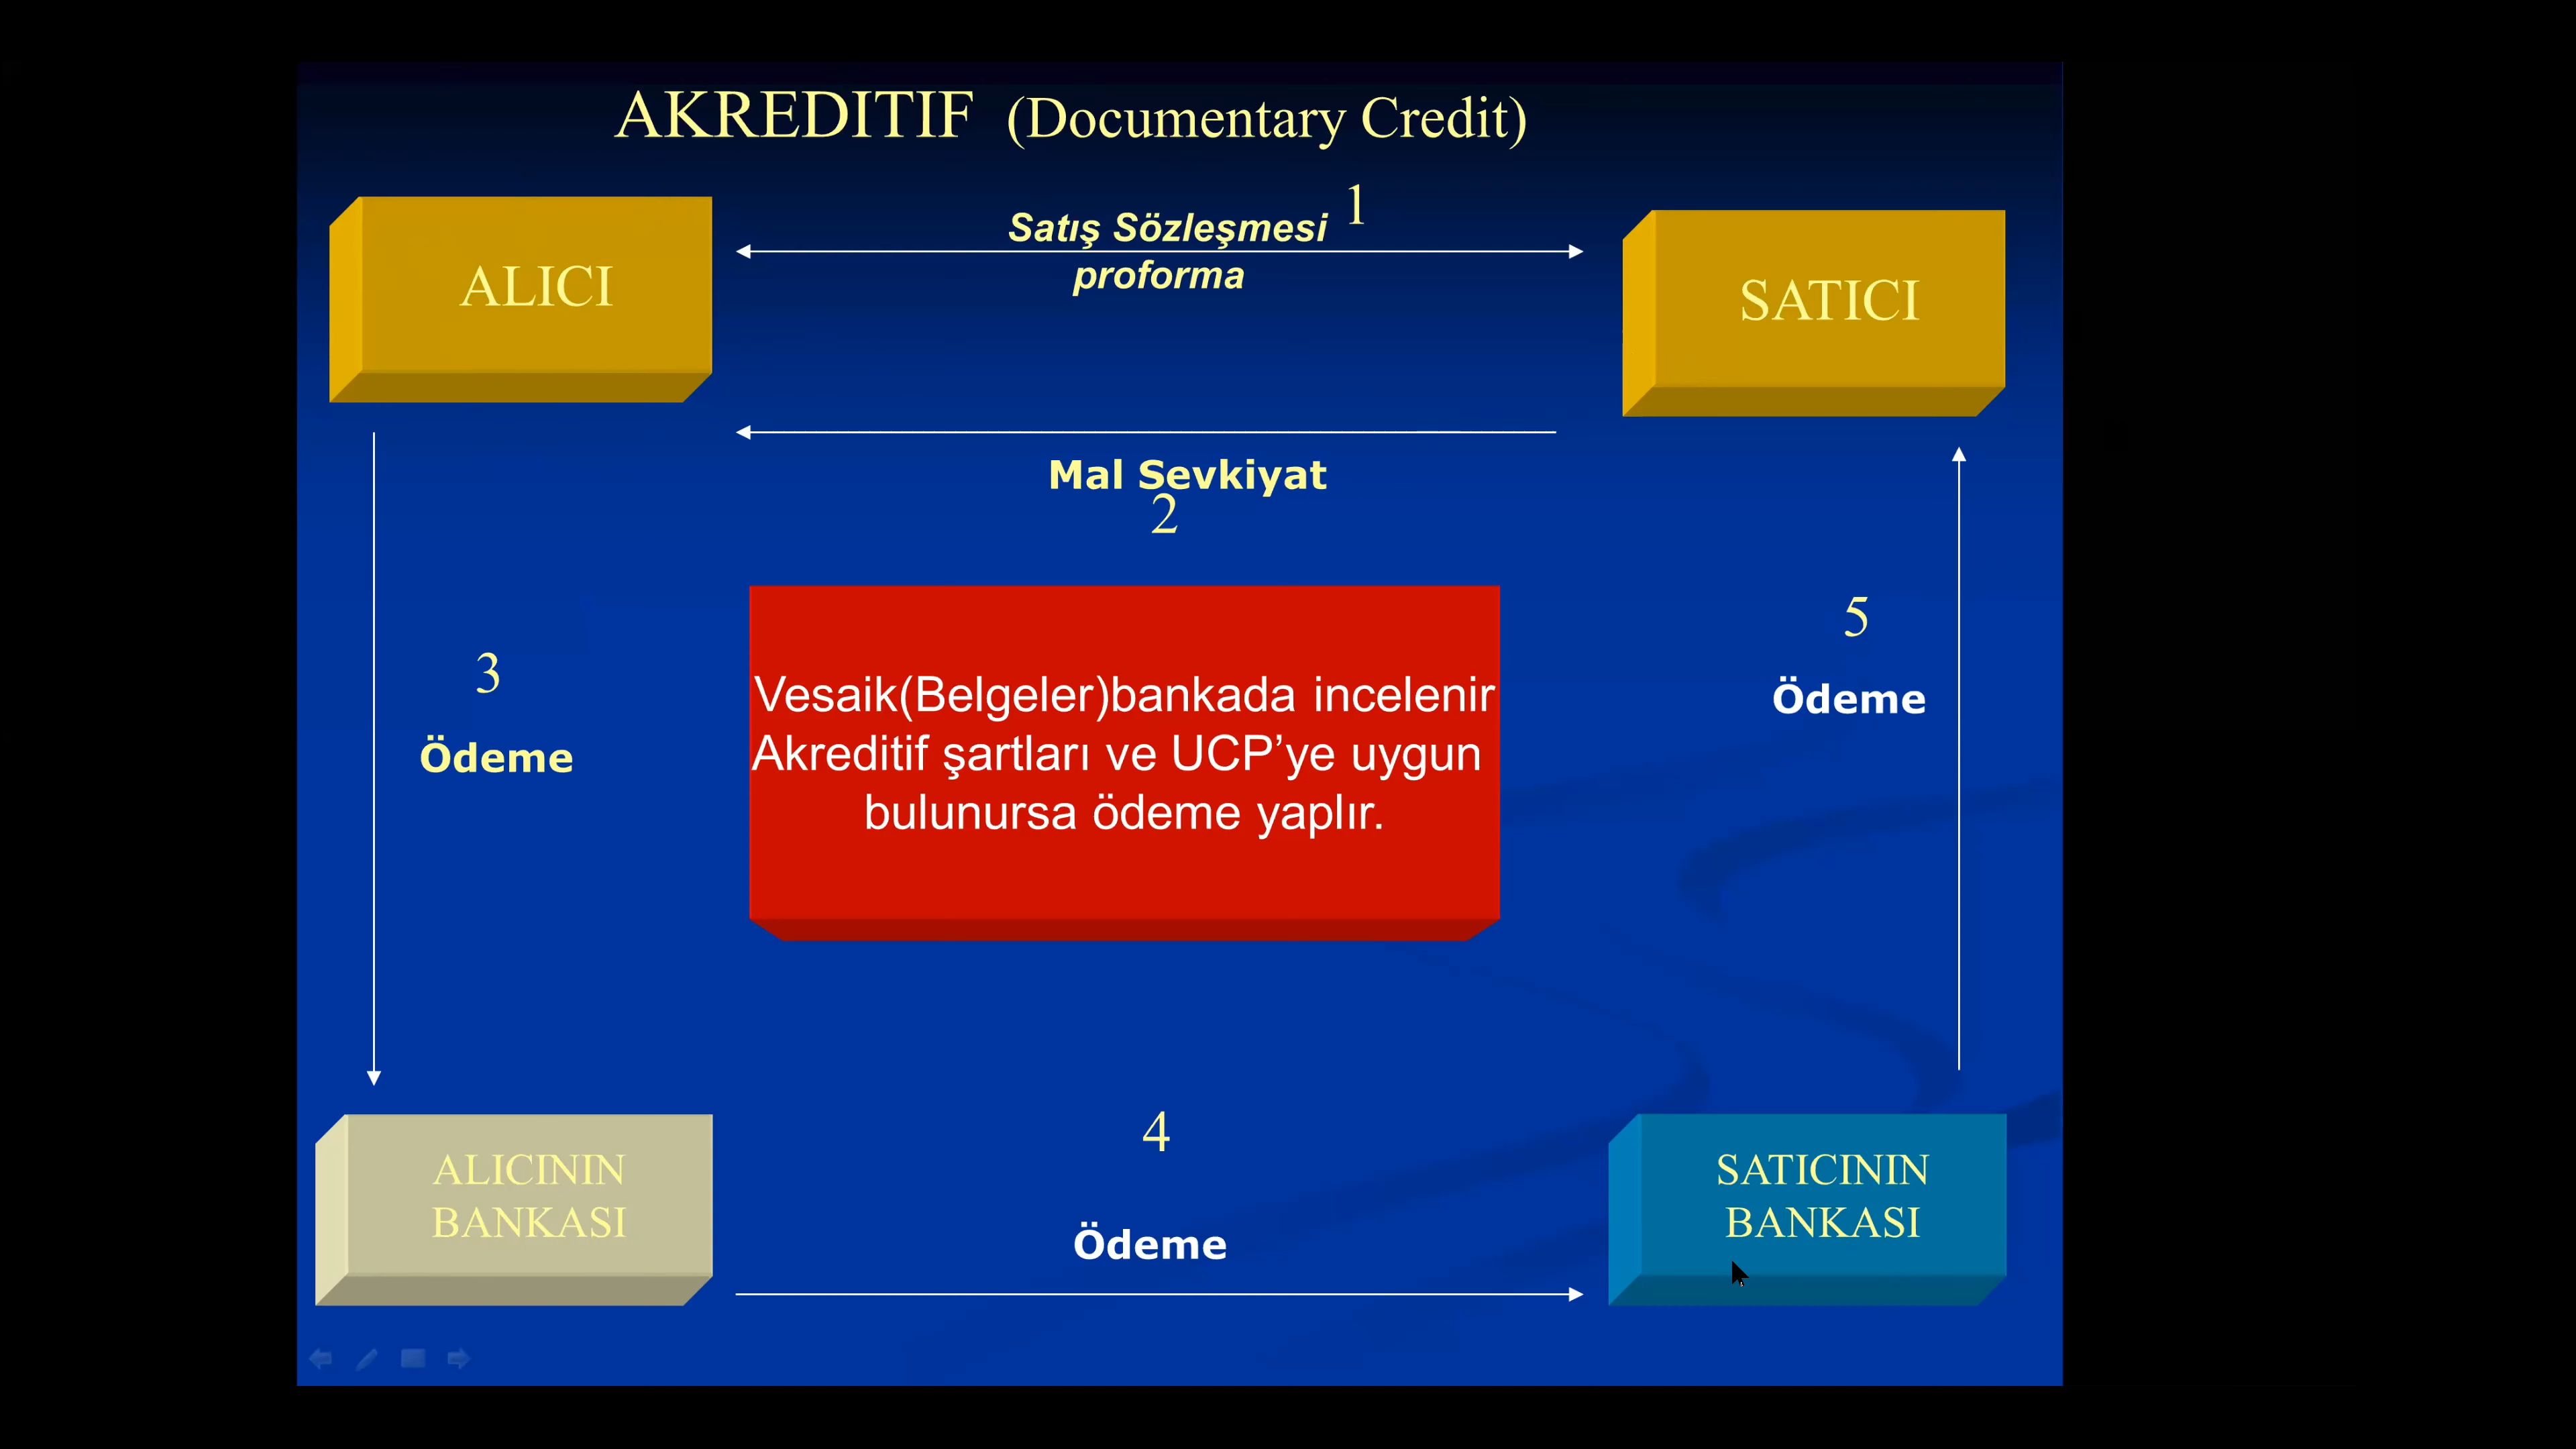 AKREDITIF (Documentary Credit)
1
Satış Sözleşmesi
proforma
ALICI
SATICI
Mal Sevkiyat
2
3
Ödeme
Vesaik(Belgeler)bankada incelenir
Akreditif şartları ve UCP’ye uygun
bulunursa ödeme yaplır.
5
Ödeme
4
Ödeme
ALICININ
BANKASI
SATICININ
BANKASI